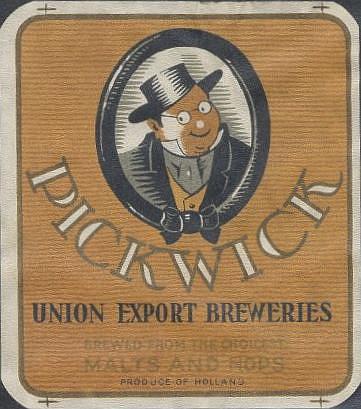 PICKWICK
UNION EXPORT BREWERIES
BREWED FROM THE CHOICEST
MALTS AND HOPS
PRODUCE OF HOLLAND